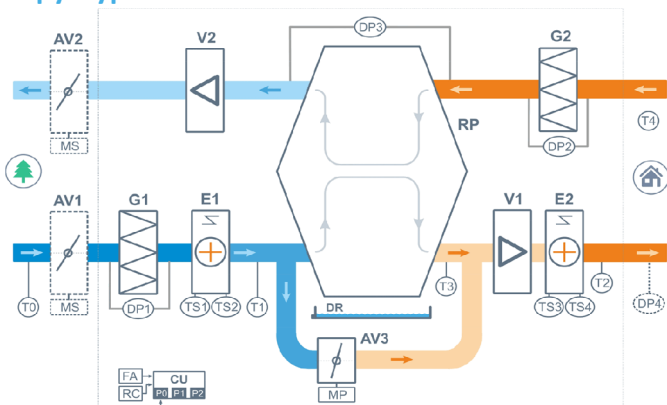 AV2
V2
DP3
G2
MS
RP
DP2
T4
AV1
G1
E1
V1
E2
T0
MS
DP1
TS1
TS2
T1
T3
TS3
TS4
T2
DP4
DR
AV3
MP
FA
RC
CU
P0 P1 P2